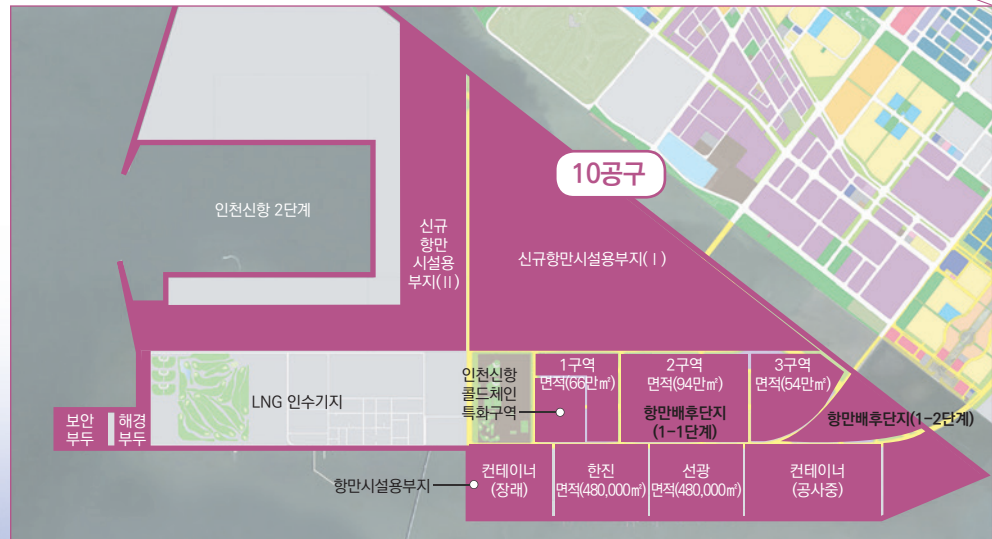 10공구
인천신항 2단계
신규
항만
시설용
부지(II)
신규항만시설용부지(Ⅰ)
보안
부두
해경
부두
LNG 인수기지
인천신항
콜드체인
특화구역
1구역
면적(66만㎡)
2구역
면적(94만㎡)
3구역
면적(54만㎡)
항만배후단지
(1-1단계)
항만배후단지(1-2단계)
항만시설용부지
컨테이너
(장래)
한진
면적(480,000㎡)
선광
면적(480,000㎡)
컨테이너
(공사중)